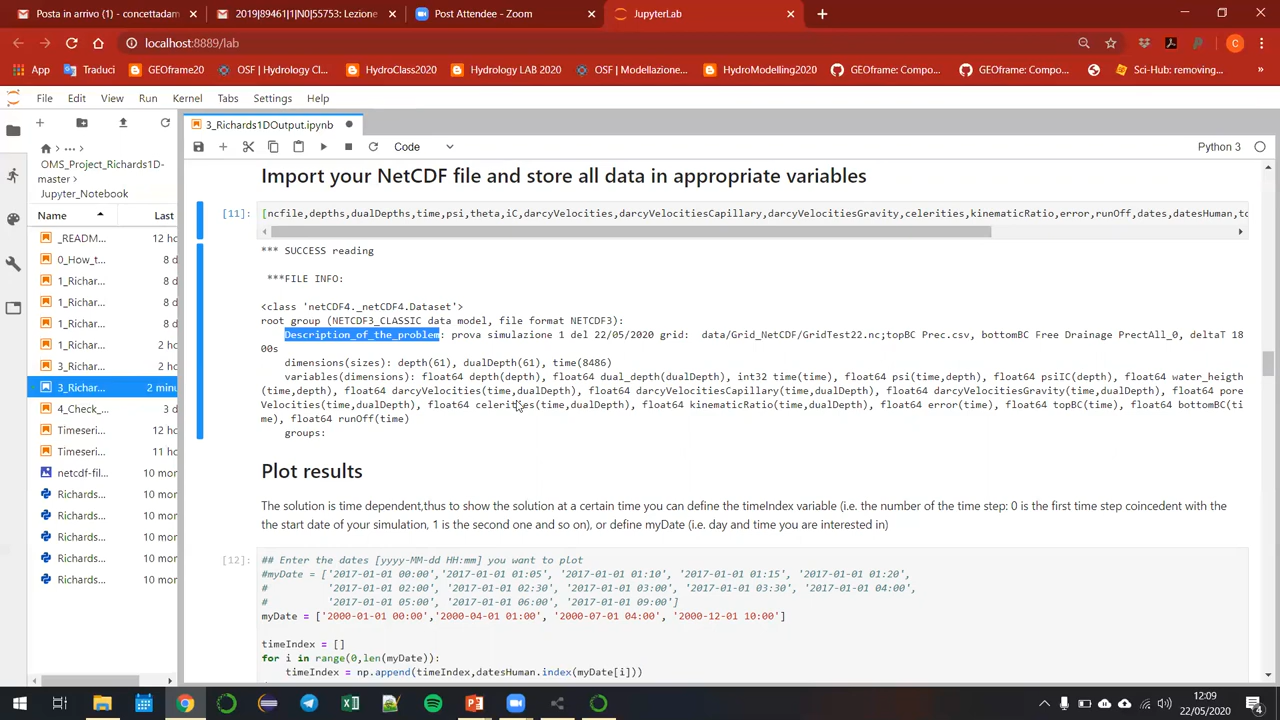 Posta in arrivo (4) - concettadam
2019|89461|1|N0|55753: Lezione:
Post Attendee - Zoom
JupyterLab
localhost:8889/lab
App
Traduci
GEOframe20
OSF | Hydrology Cl...
HydroClass2020
Hydrology LAB 2020
OSF | Modellazione...
HydroModelling2020
GEOframe: Compo...
GEOframe: Compo...
Sci-Hub: removing...
File Edit View Run Kernel Tabs Settings Help
3_Richards1DOutput.ipynb
Code
Python 3
OMS_Project_Richards1D-
master >
Jupyter_Notebook
Name Last
_READM... 12 hc
0_How_t... 8 d
1_Richar... 8 d
1_Richar... 8 d
1_Richar... 8 d
1_Richar... 2 hc
3_Richar... 8 d
3_Richar... 2 minu
4_Check_... 12 hc
Timeseri... 12 hc
Timeseri... 11 hc
netcdf-fil... 10 mor
Richards... 10 mor
Richards... 10 mor
Richards... 10 mor
Richards... 10 mor
Richards... 10 mor
Import your NetCDF file and store all data in appropriate variables
[11]: [ncfile,depths,dualDepths,time,psi,theta,iC,darcyVelocities,darcyVelocitiesCapillary,darcyVelocitiesGravity,celerities,kinematicRatio,error,runOff,dates,datesHuman,to
*** SUCCESS reading
***FILE INFO:
<class 'netCDF4._netCDF4.Dataset'>
root group (NETCDF3_CLASSIC data model, file format NETCDF3):
Description_of_the_problem: prova simulazione 1 del 22/05/2020 grid: data/Grid_NetCDF/GridTest22.nc;topBC Prec.csv, bottomBC Free Drainage PrectAll_0, deltaT 18
00s
dimensions(sizes): depth(61), dualDepth(61), time(8486)
variables(dimensions): float64 depth(depth), float64 dual_depth(dualDepth), int32 time(time), float64 psi(time,depth), float64 psiIC(depth), float64 water_heigth
(time,depth), float64 darcyVelocities(time,dualDepth), float64 darcyVelocitiesCapillary(time,dualDepth), float64 darcyVelocitiesGravity(time,dualDepth), float64 pore
Velocities(time,dualDepth), float64 celerities(time,dualDepth), float64 kinematicRatio(time,dualDepth), float64 error(time), float64 topBC(time), float64 bottomBC(ti
me), float64 runOff(time)
groups:
Plot results
The solution is time dependent,thus to show the solution at a certain time you can define the timeIndex variable (i.e. the number of the time step: 0 is the first time step coincedent with the
the start date of your simulation, 1 is the second one and so on), or define myDate (i.e. day and time you are interested in)
[12]: ## Enter the dates [yyyy-MM-dd HH:mm] you want to plot
#myDate = ['2017-01-01 00:00','2017-01-01 01:05', '2017-01-01 01:10', '2017-01-01 01:15', '2017-01-01 01:20',
# '2017-01-01 02:00', '2017-01-01 02:30', '2017-01-01 03:00', '2017-01-01 03:30', '2017-01-01 04:00',
# '2017-01-01 05:00', '2017-01-01 06:00', '2017-01-01 09:00']
myDate = ['2000-01-01 00:00','2000-04-01 01:00', '2000-07-01 04:00', '2000-12-01 10:00']
timeIndex = []
for i in range(0,len(myDate)):
timeIndex = np.append(timeIndex,datesHuman.index(myDate[i]))
12:09
22/05/2020